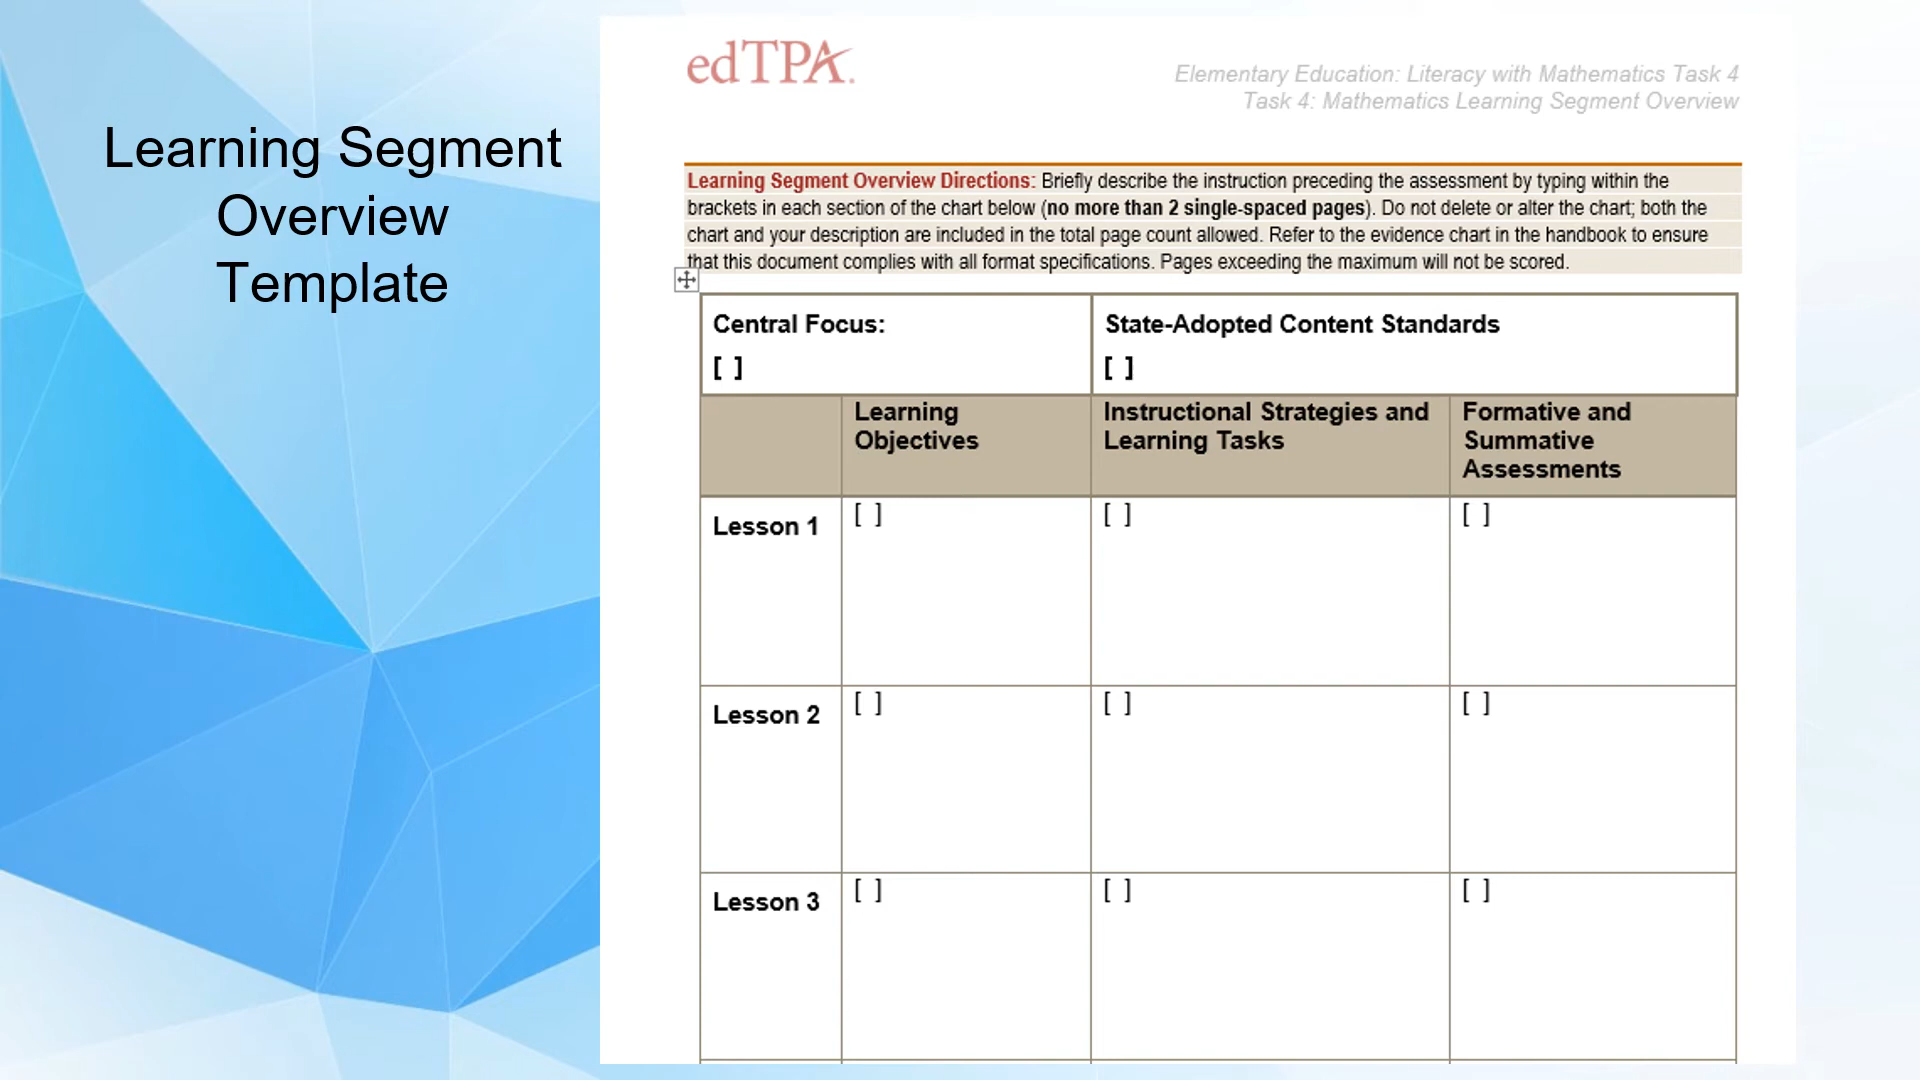 Learning Segment
Overview
Template
edTPA.
Elementary Education: Literacy with Mathematics Task 4
Task 4: Mathematics Learning Segment Overview
Learning Segment Overview Directions: Briefly describe the instruction preceding the assessment by typing within the
brackets in each section of the chart below (no more than 2 single-spaced pages). Do not delete or alter the chart; both the
chart and your description are included in the total page count allowed. Refer to the evidence chart in the handbook to ensure
that this document complies with all format specifications. Pages exceeding the maximum will not be scored.
Central Focus:
[ ]
State-Adopted Content Standards
[ ]
Learning
Objectives
Instructional Strategies and
Learning Tasks
Formative and
Summative
Assessments
Lesson 1
[ ]
[ ]
[ ]
Lesson 2
[ ]
[ ]
[ ]
Lesson 3
[ ]
[ ]
[ ]